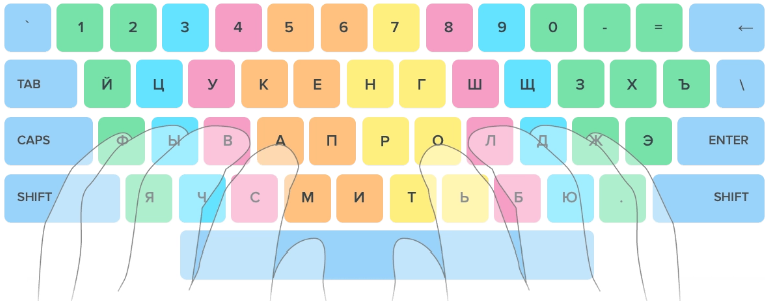 ` 1 2 3 4 5 6 7 8 9 0 - = ←
TAB Й Ц У К Е Н Г Ш Щ З Х Ъ \
CAPS Ф Ы В А П Р О Л Д Ж Э ENTER
SHIFT Я Ч С М И Т Ь Б Ю . SHIFT